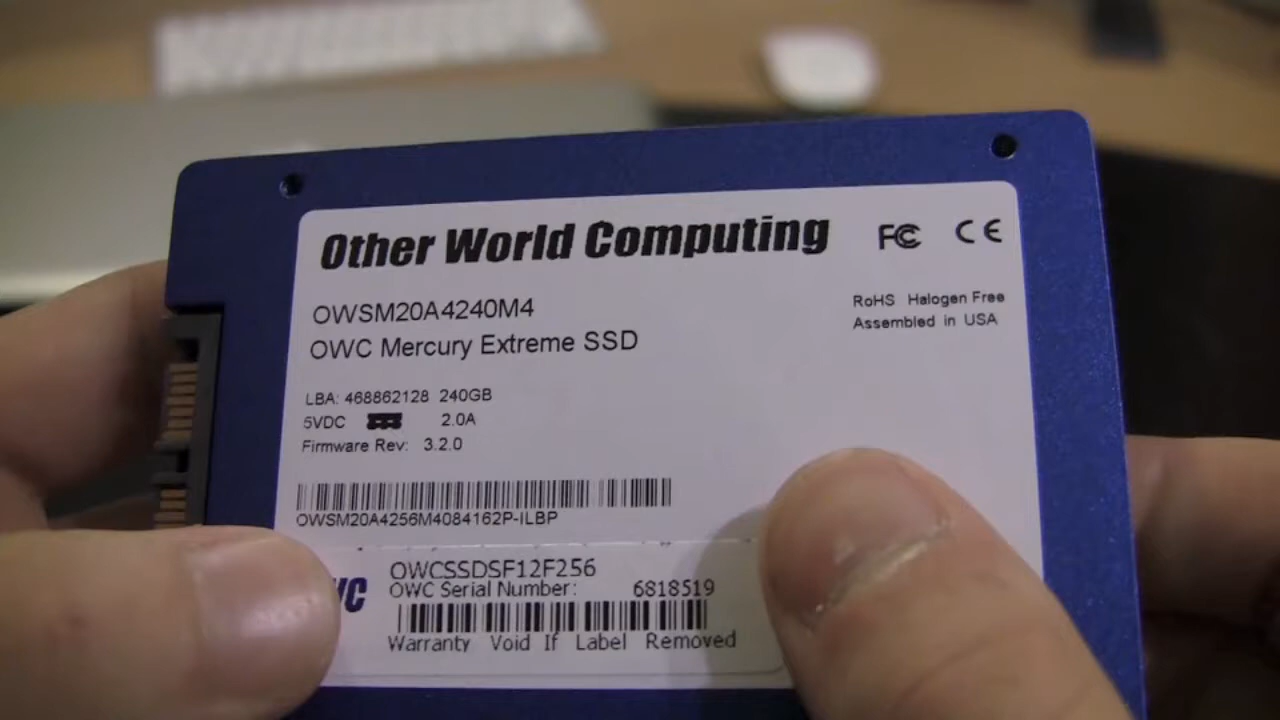 Other World Computing
FC CE
OWSM20A4240M4
OWC Mercury Extreme SSD
RoHS Halogen Free
Assembled in USA
LBA: 468862128 240GB
5VDC 2.0A
Firmware Rev: 3.2.0
OWSM20A4256M4084162P-ILBP
OWCSSDSF12F256
OWC Serial Number: 6818519
Warranty Void If Label Removed